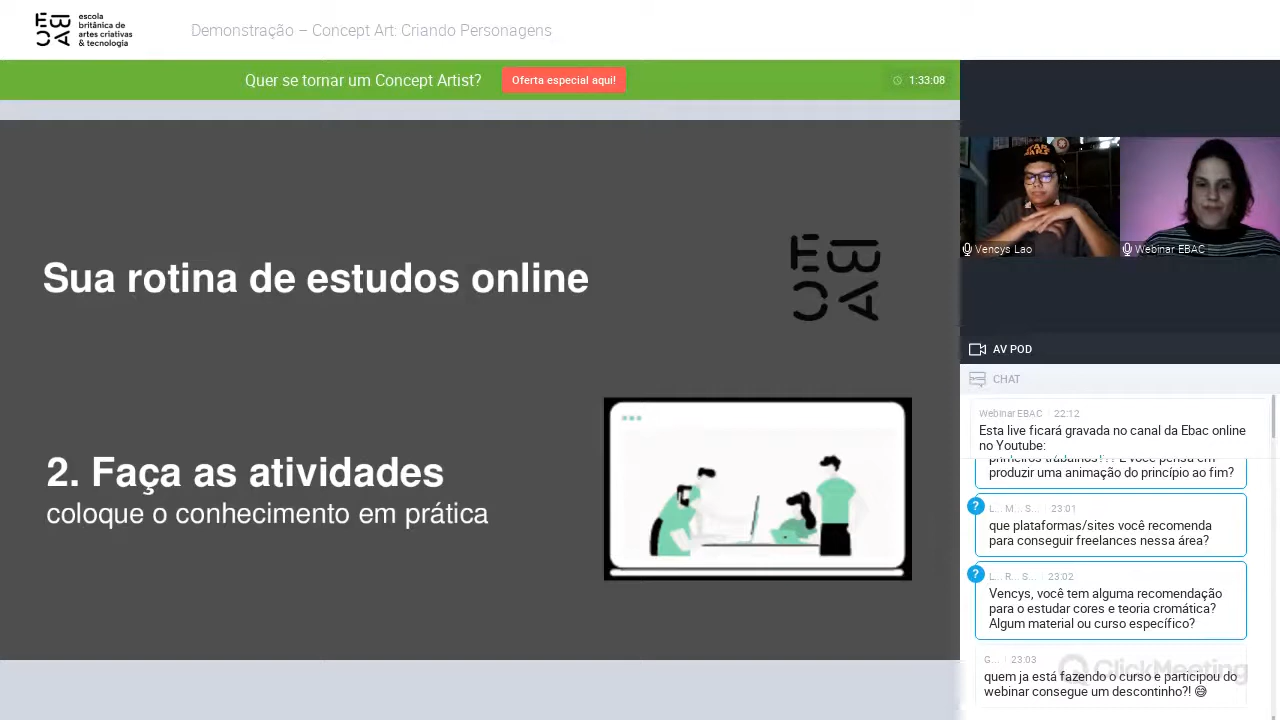 escola
britânica de
artes criativas
& tecnologia
Demonstração – Concept Art: Criando Personagens
Quer se tornar um Concept Artist?
Oferta especial aqui!
1:33:08
Sua rotina de estudos online
2. Faça as atividades
coloque o conhecimento em prática
STAR
WARS
Vencys Lao
Webinar EBAC
AV POD
CHAT
Webinar EBAC 22:12
Esta live ficará gravada no canal da Ebac online
no Youtube:
produzir uma animação do princípio ao fim?
? L... M... S... 23:01
que plataformas/sites você recomenda
para conseguir freelances nessa área?
? L... R... S... 23:02
Vencys, você tem alguma recomendação
para o estudar cores e teoria cromática?
Algum material ou curso específico?
G... 23:03
quem ja está fazendo o curso e participou do
webinar consegue um descontinho?! 😅
ClickMeeting